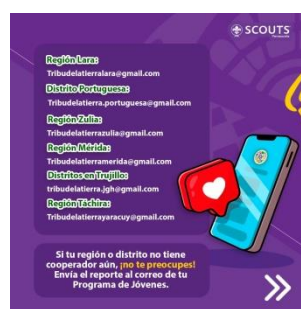 SCOUTS
Región Lara:
Tribudelatierralara@gmail.com
Distrito Portuguesa:
Tribudelatierra.portuguesa@gmail.com
Región Zulia:
Tribudelatierrazulia@gmail.com
Región Mérida:
Tribudelatierramerida@gmail.com
Distritos en Trujillo:
tribudelatierra.jgh@gmail.com
Región Táchira:
Tribudelatierrayaracuy@gmail.com
Si tu región o distrito no tiene
cooperador aún, ¡no te preocupes!
Envía el reporte al correo de tu
Programa de Jóvenes.